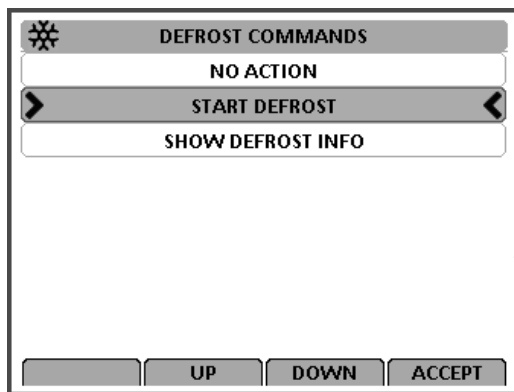 DEFROST COMMANDS
NO ACTION
START DEFROST
SHOW DEFROST INFO
UP DOWN ACCEPT